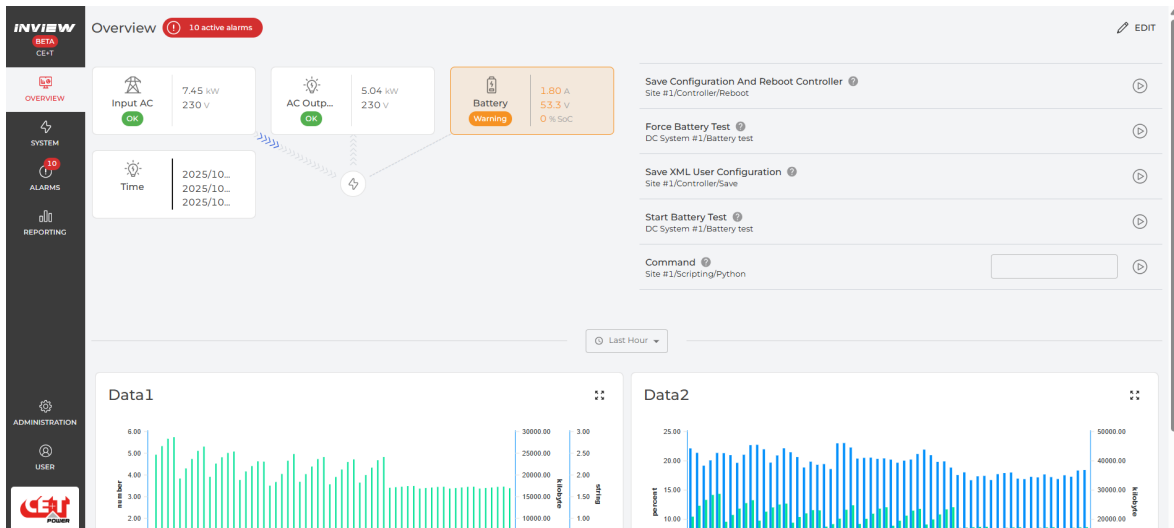 INVIEW
BETA
CE+T
OVERVIEW
SYSTEM
10
ALARMS
REPORTING
ADMINISTRATION
USER
CE+T
POWER
Overview
10 active alarms
EDIT
Input AC
OK
7.45 kW
230 V
AC Outp...
OK
5.04 kW
230 V
Battery
Warning
1.80 A
53.3 V
0 % SoC
Time
2025/10...
2025/10...
2025/10...
Save Configuration And Reboot Controller ?
Site #1/Controller/Reboot
Force Battery Test ?
DC System #1/Battery test
Save XML User Configuration ?
Site #1/Controller/Save
Start Battery Test ?
DC System #1/Battery test
Command ?
Site #1/Scripting/Python
Last Hour
Data1
6.00
5.00
4.00
3.00
2.00
number
30000.00
25000.00
20000.00
15000.00
10000.00
kilobyte
3.00
2.50
2.00
1.50
1.00
string
Data2
25.00
20.00
15.00
10.00
percent
50000.00
40000.00
30000.00
20000.00
kilobyte